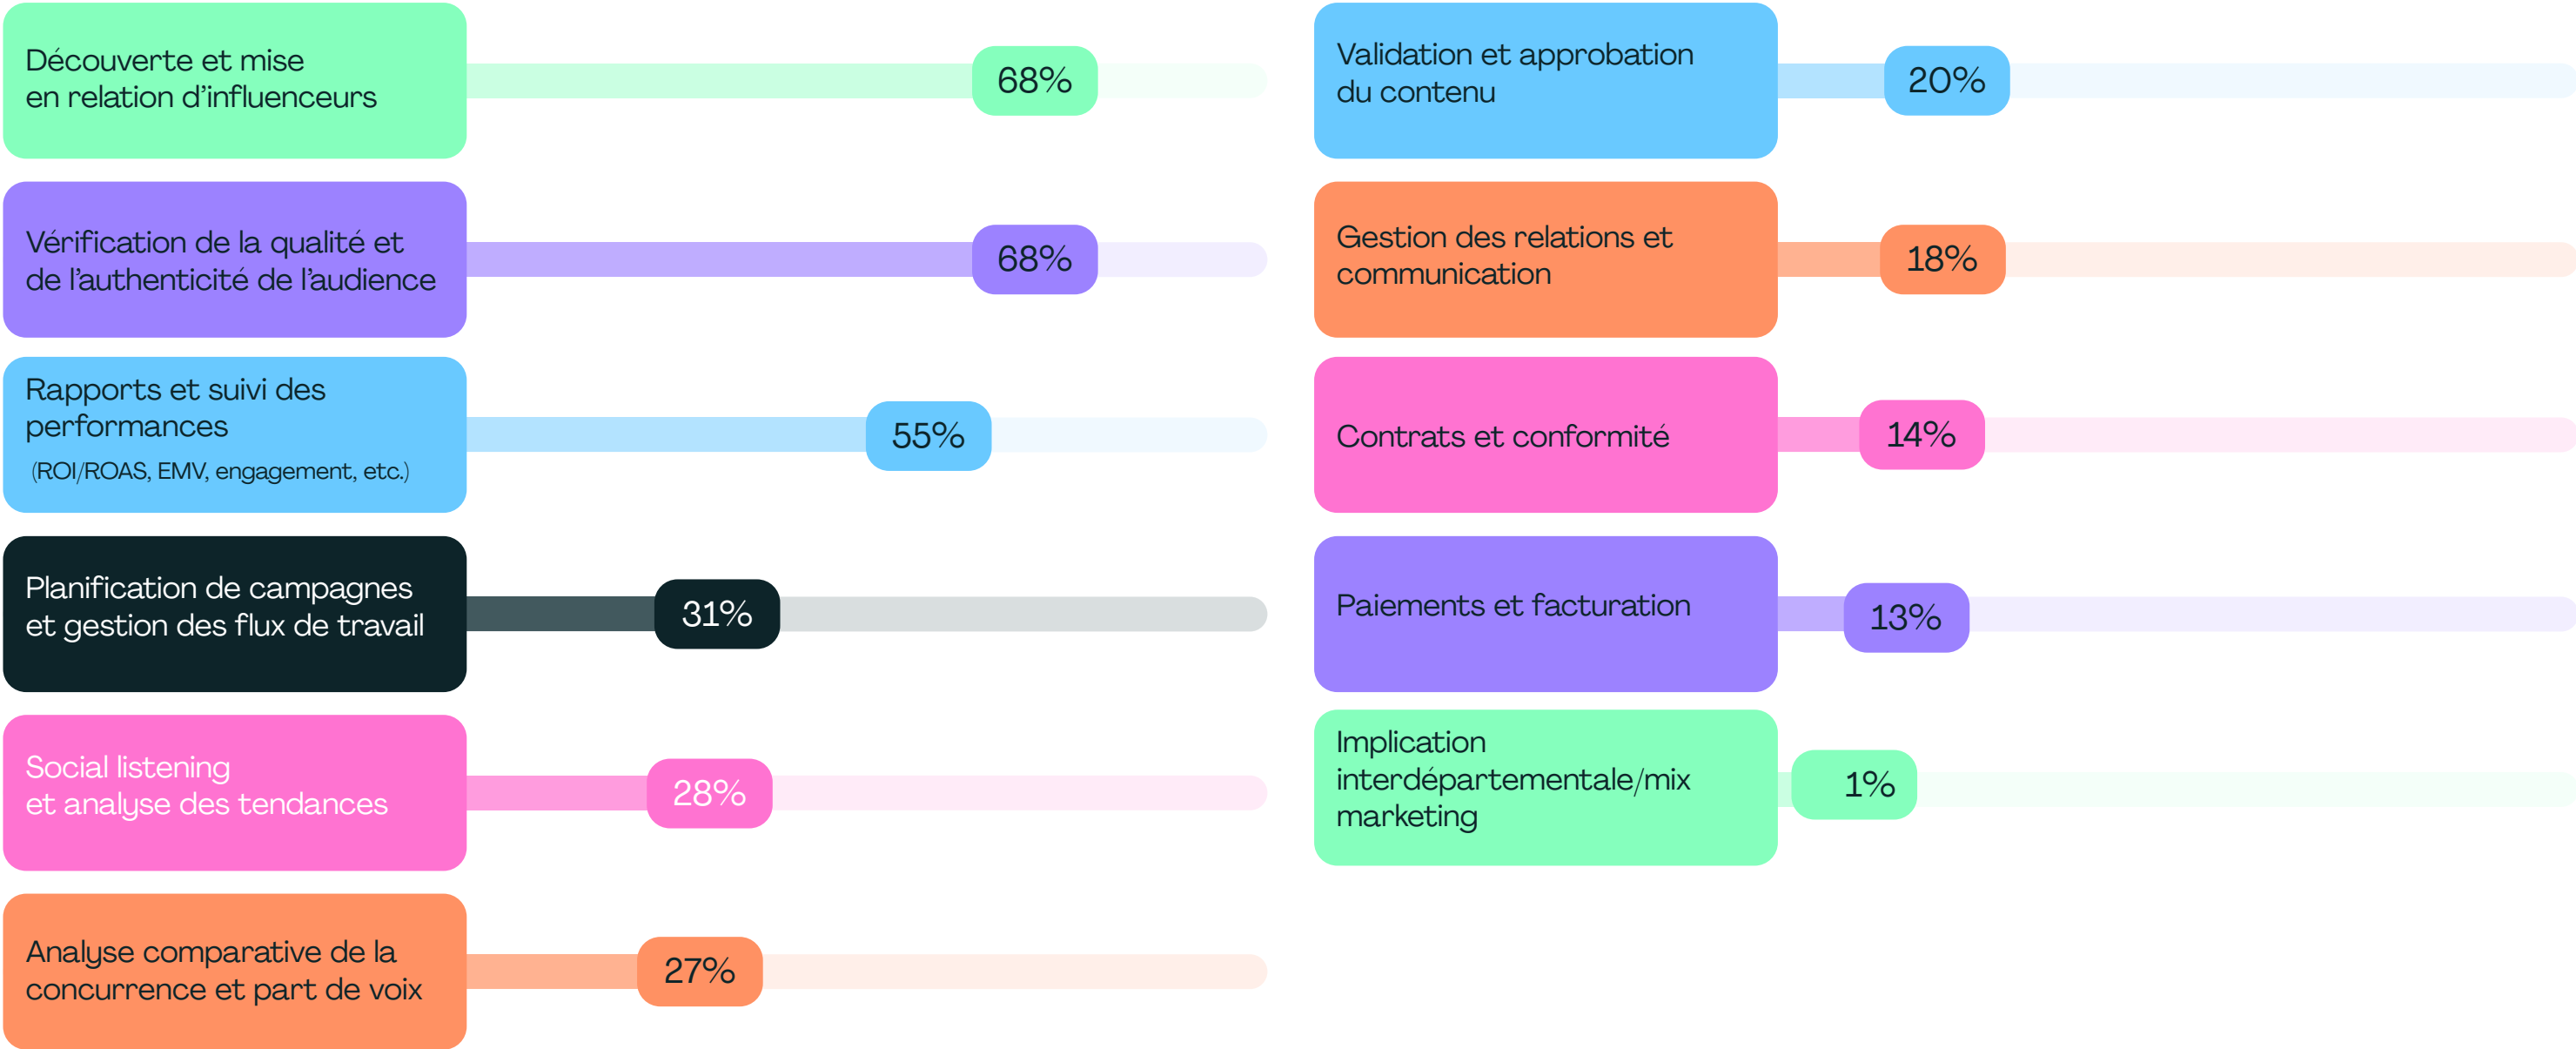 Découverte et mise
en relation d’influenceurs
68%
Vérification de la qualité et
de l’authenticité de l’audience
68%
Rapports et suivi des
performances
(ROI/ROAS, EMV, engagement, etc.)
55%
Planification de campagnes
et gestion des flux de travail
31%
Social listening
et analyse des tendances
28%
Analyse comparative de la
concurrence et part de voix
27%
Validation et approbation
du contenu
20%
Gestion des relations et
communication
18%
Contrats et conformité
14%
Paiements et facturation
13%
Implication
interdépartementale/mix
marketing
1%